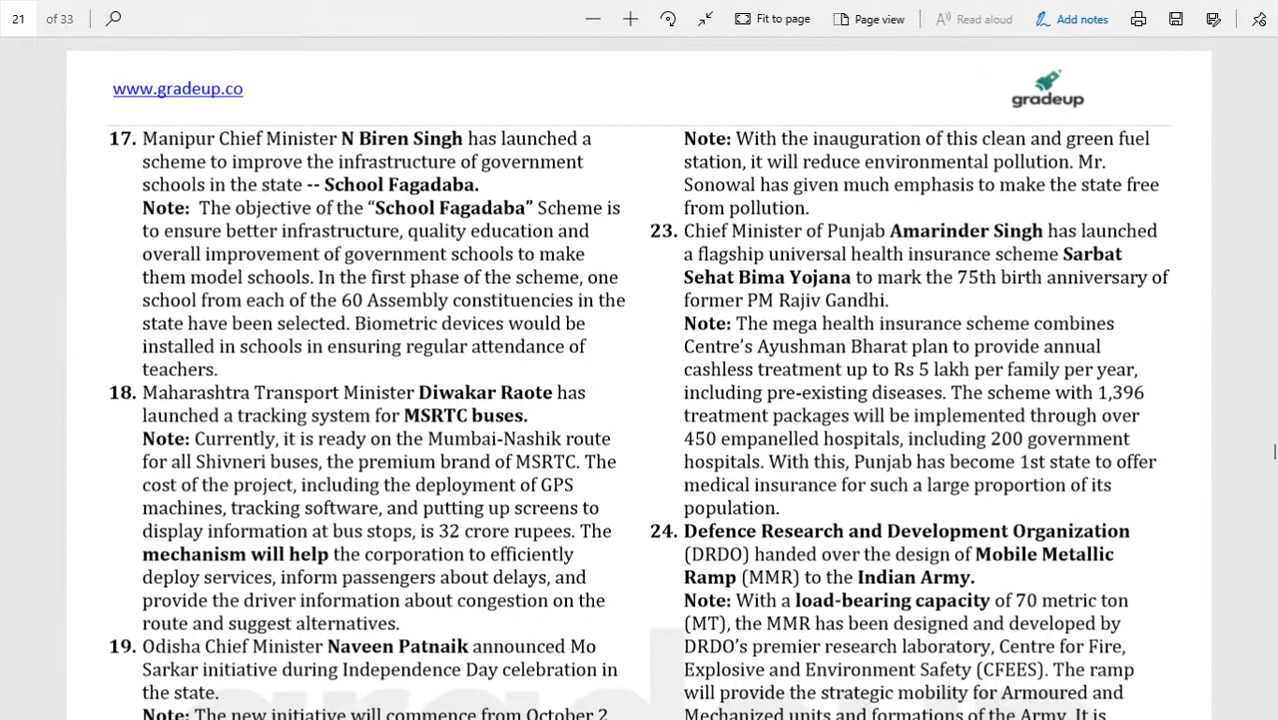 21 of 33
Fit to page
Page view
Read aloud
Add notes
www.gradeup.co
gradeup
17. Manipur Chief Minister N Biren Singh has launched a
scheme to improve the infrastructure of government
schools in the state -- School Fagadaba.
Note: The objective of the “School Fagadaba” Scheme is
to ensure better infrastructure, quality education and
overall improvement of government schools to make
them model schools. In the first phase of the scheme, one
school from each of the 60 Assembly constituencies in the
state have been selected. Biometric devices would be
installed in schools in ensuring regular attendance of
teachers.
18. Maharashtra Transport Minister Diwakar Raote has
launched a tracking system for MSRTC buses.
Note: Currently, it is ready on the Mumbai-Nashik route
for all Shivneri buses, the premium brand of MSRTC. The
cost of the project, including the deployment of GPS
machines, tracking software, and putting up screens to
display information at bus stops, is 32 crore rupees. The
mechanism will help the corporation to efficiently
deploy services, inform passengers about delays, and
provide the driver information about congestion on the
route and suggest alternatives.
19. Odisha Chief Minister Naveen Patnaik announced Mo
Sarkar initiative during Independence Day celebration in
the state.
Note: The new initiative will commence from October 2
Note: With the inauguration of this clean and green fuel
station, it will reduce environmental pollution. Mr.
Sonowal has given much emphasis to make the state free
from pollution.
23. Chief Minister of Punjab Amarinder Singh has launched
a flagship universal health insurance scheme Sarbat
Sehat Bima Yojana to mark the 75th birth anniversary of
former PM Rajiv Gandhi.
Note: The mega health insurance scheme combines
Centre’s Ayushman Bharat plan to provide annual
cashless treatment up to Rs 5 lakh per family per year,
including pre-existing diseases. The scheme with 1,396
treatment packages will be implemented through over
450 empanelled hospitals, including 200 government
hospitals. With this, Punjab has become 1st state to offer
medical insurance for such a large proportion of its
population.
24. Defence Research and Development Organization
(DRDO) handed over the design of Mobile Metallic
Ramp (MMR) to the Indian Army.
Note: With a load-bearing capacity of 70 metric ton
(MT), the MMR has been designed and developed by
DRDO’s premier research laboratory, Centre for Fire,
Explosive and Environment Safety (CFEES). The ramp
will provide the strategic mobility for Armoured and
Mechanized units and formations of the Army. It is